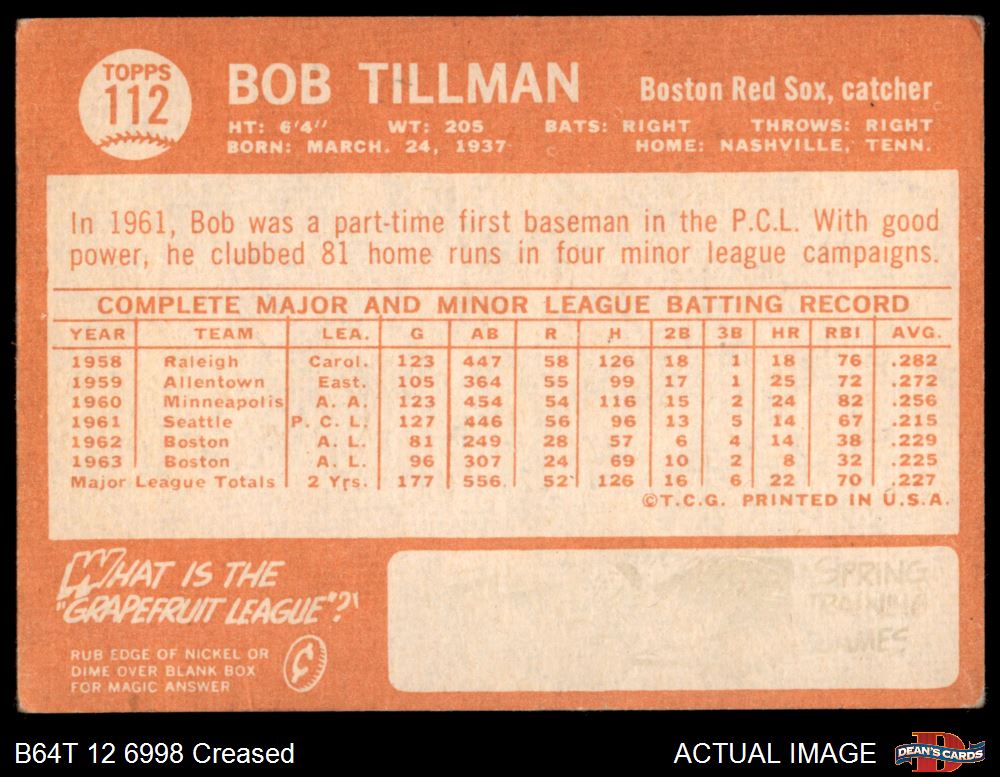 TOPPS
112
BOB TILLMAN
Boston Red Sox, catcher
HT: 6'4" WT: 205 BATS: RIGHT THROWS: RIGHT
BORN: MARCH. 24, 1937 HOME: NASHVILLE, TENN.
In 1961, Bob was a part-time first baseman in the P.C.L. With good
power, he clubbed 81 home runs in four minor league campaigns.
COMPLETE MAJOR AND MINOR LEAGUE BATTING RECORD
YEAR TEAM LEA. G AB R H 2B 3B HR RBI AVG.
1958 Raleigh Carol. 123 447 58 126 18 1 18 76 .282
1959 Allentown East. 105 364 55 99 17 1 25 72 .272
1960 Minneapolis A. A. 123 454 54 116 15 2 24 82 .256
1961 Seattle P. C. L. 127 446 56 96 13 5 14 67 .215
1962 Boston A. L. 81 249 28 57 6 4 14 38 .229
1963 Boston A. L. 96 307 24 69 10 2 8 32 .225
Major League Totals 2 Yrs. 177 556 52 126 16 6 22 70 .227
©T.C.G. PRINTED IN U.S.A.
WHAT IS THE
"GRAPEFRUIT LEAGUE"?
RUB EDGE OF NICKEL OR
DIME OVER BLANK BOX
FOR MAGIC ANSWER
¢
SPRING
TRAINING
GAMES
B64T 12 6998 Creased
ACTUAL IMAGE
D
DEAN'S CARDS